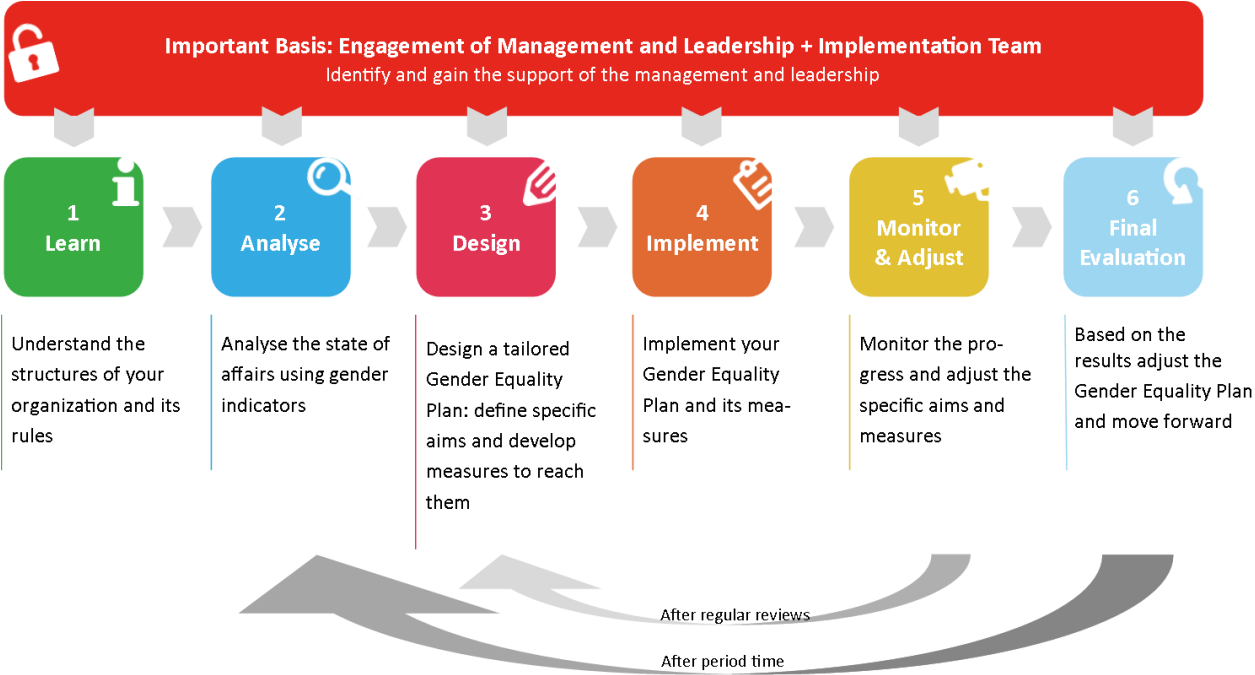 Important Basis: Engagement of Management and Leadership + Implementation Team
Identify and gain the support of the management and leadership
1
Learn
2
Analyse
3
Design
4
Implement
5
Monitor
& Adjust
6
Final
Evaluation
Understand the
structures of your
organization and its
rules
Analyse the state of
affairs using gender
indicators
Design a tailored
Gender Equality
Plan: define specific
aims and develop
measures to reach
them
Implement your
Gender Equality
Plan and its mea-
sures
Monitor the pro-
gress and adjust the
specific aims and
measures
Based on the
results adjust the
Gender Equality Plan
and move forward
After regular reviews
After period time